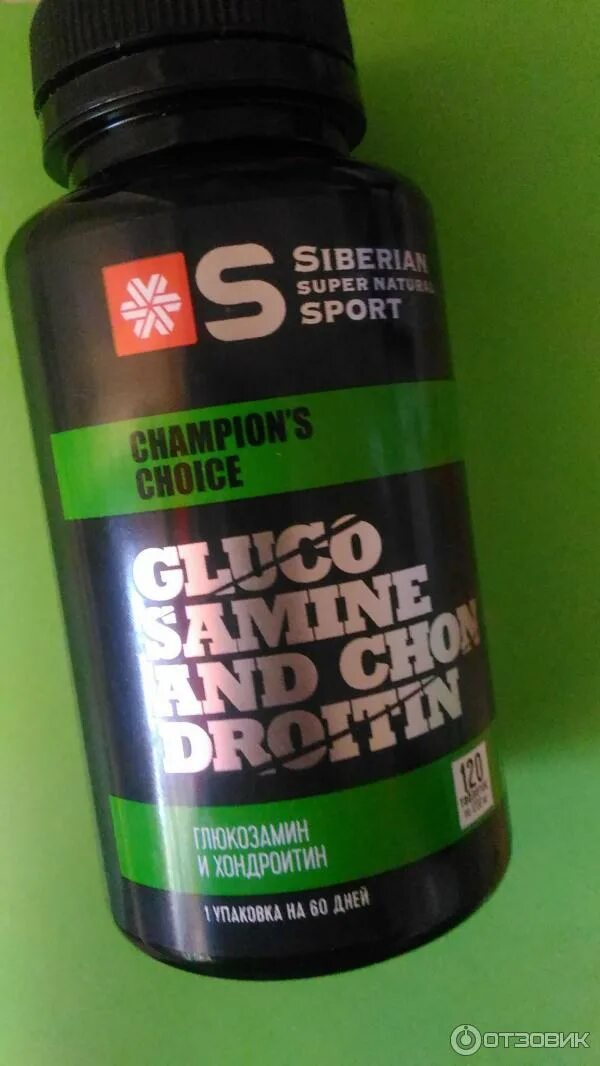 S
SIBERIAN
SUPER NATURAL
SPORT
CHAMPION'S
CHOICE
GLUCO
SAMINE
AND CHON
DROITIN
120
ТАБЛЕТОК
ГЛЮКОЗАМИН
И ХОНДРОИТИН
1 УПАКОВКА НА 60 ДНЕЙ
ОТЗОВИК